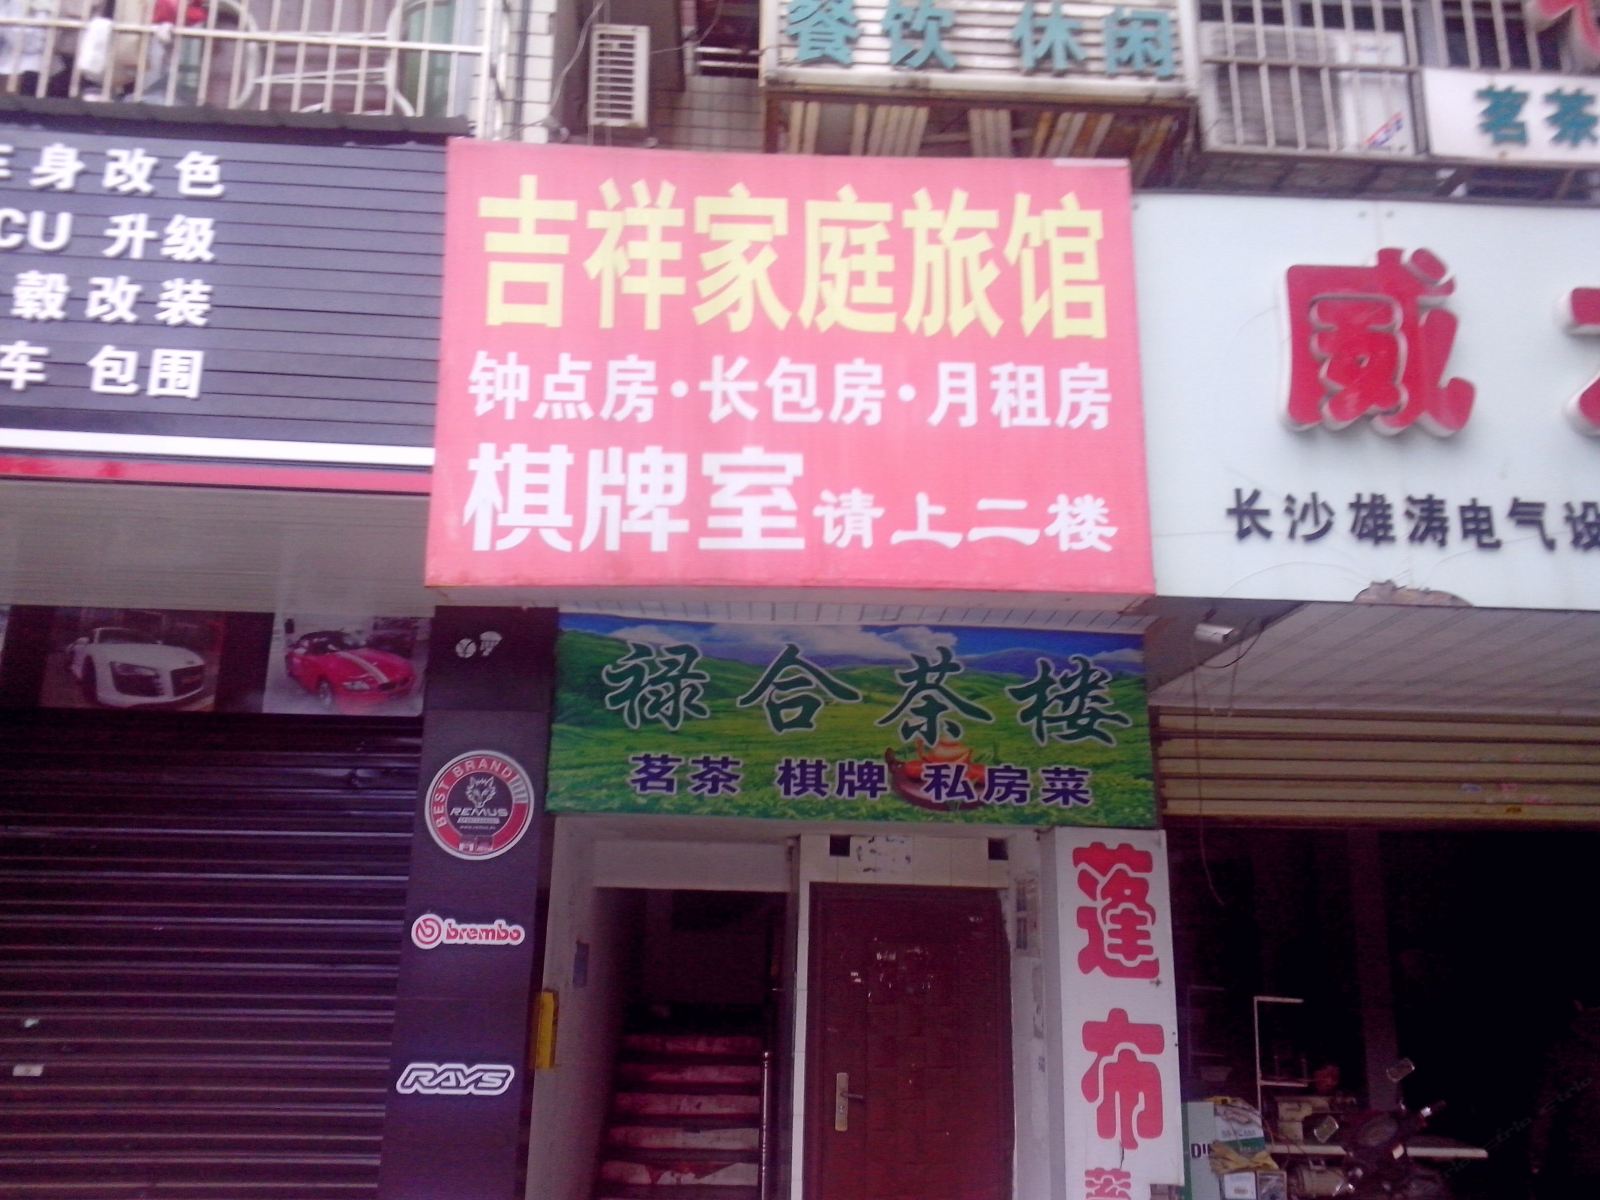 餐饮 休闲
茗茶
车身改色
CU 升级
毂改装
车 包围
吉祥家庭旅馆
钟点房·长包房·月租房
棋牌室请上二楼
威
长沙雄涛电气设
禄合茶楼
茗茶 棋牌 私房菜
BEST BRAND
REMUS
brembo
RAYS
蓬布